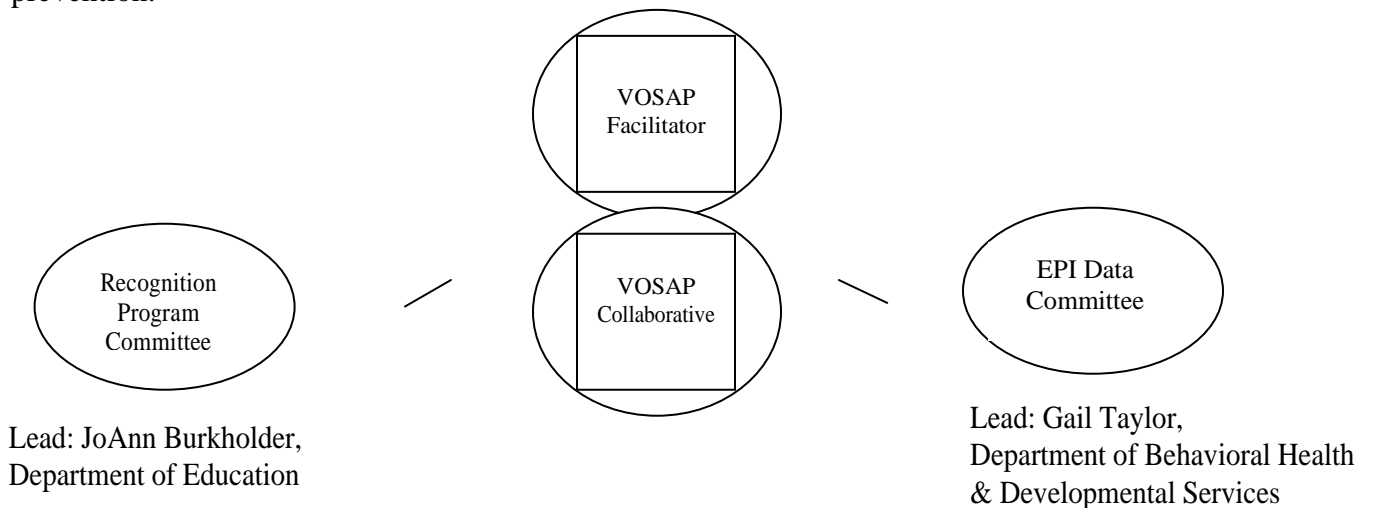 prevention.
VOSAP
Facilitator
Recognition
Program
Committee
VOSAP
Collaborative
EPI Data
Committee
Lead: JoAnn Burkholder,
Department of Education
Lead: Gail Taylor,
Department of Behavioral Health
& Developmental Services